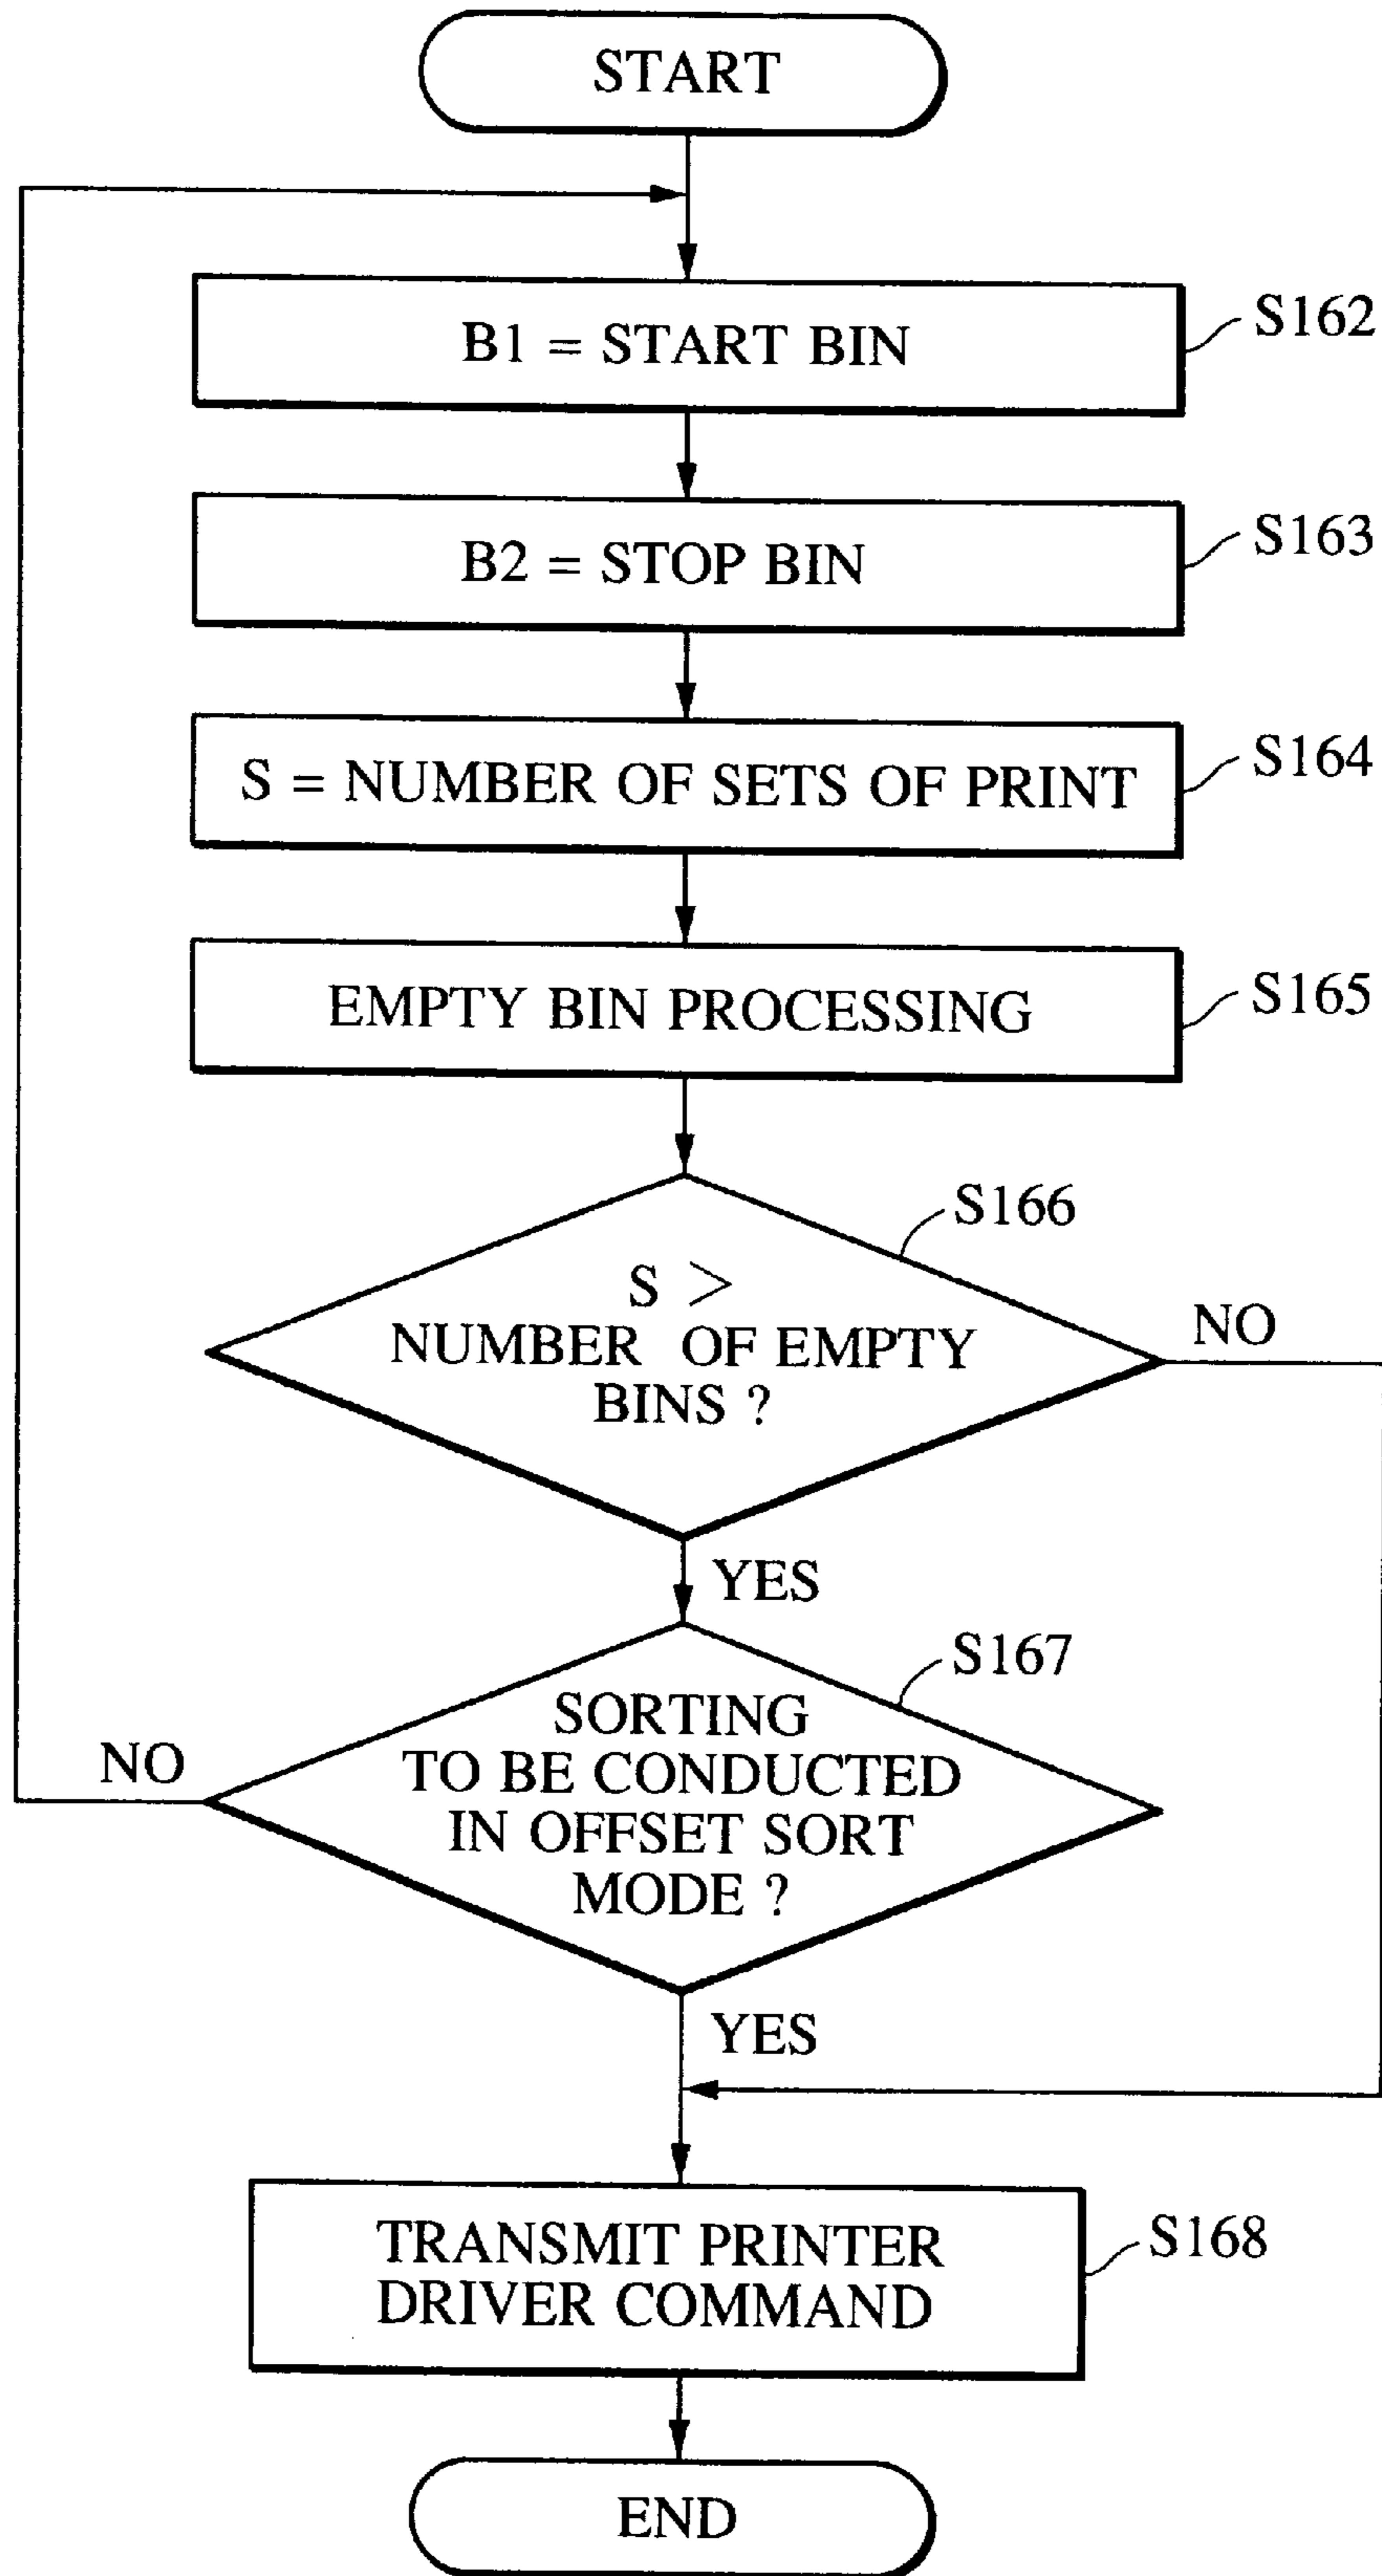 START
B1 = START BIN
S162
B2 = STOP BIN
S163
S = NUMBER OF SETS OF PRINT
S164
EMPTY BIN PROCESSING
S165
S166
S >
NUMBER OF EMPTY
BINS ?
NO
YES
S167
SORTING
TO BE CONDUCTED
IN OFFSET SORT
MODE ?
NO
YES
TRANSMIT PRINTER
DRIVER COMMAND
S168
END